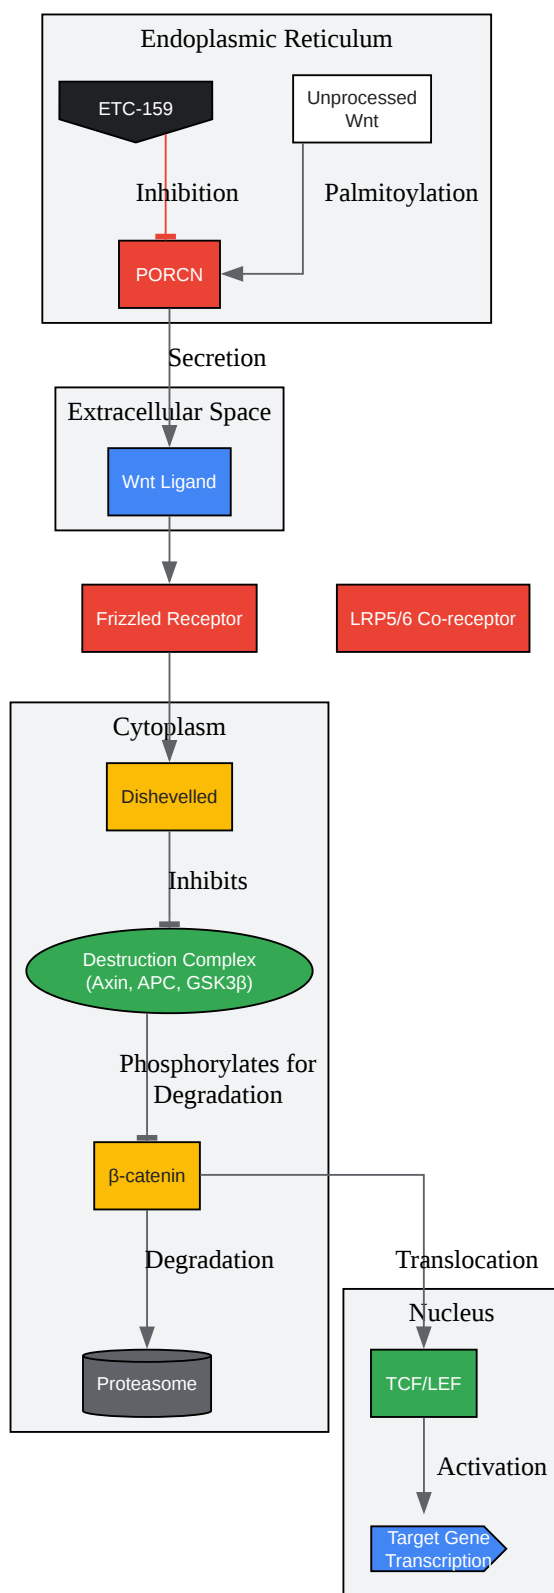 Endoplasmic Reticulum
ETC-159
Unprocessed
Wnt
Inhibition
Palmitoylation
PORCN
Secretion
Extracellular Space
Wnt Ligand
Frizzled Receptor
LRP5/6 Co-receptor
Cytoplasm
Dishevelled
Inhibits
Destruction Complex
(Axin, APC, GSK3β)
Phosphorylates for
Degradation
β-catenin
Degradation
Translocation
Nucleus
Proteasome
TCF/LEF
Activation
Target Gene
Transcription